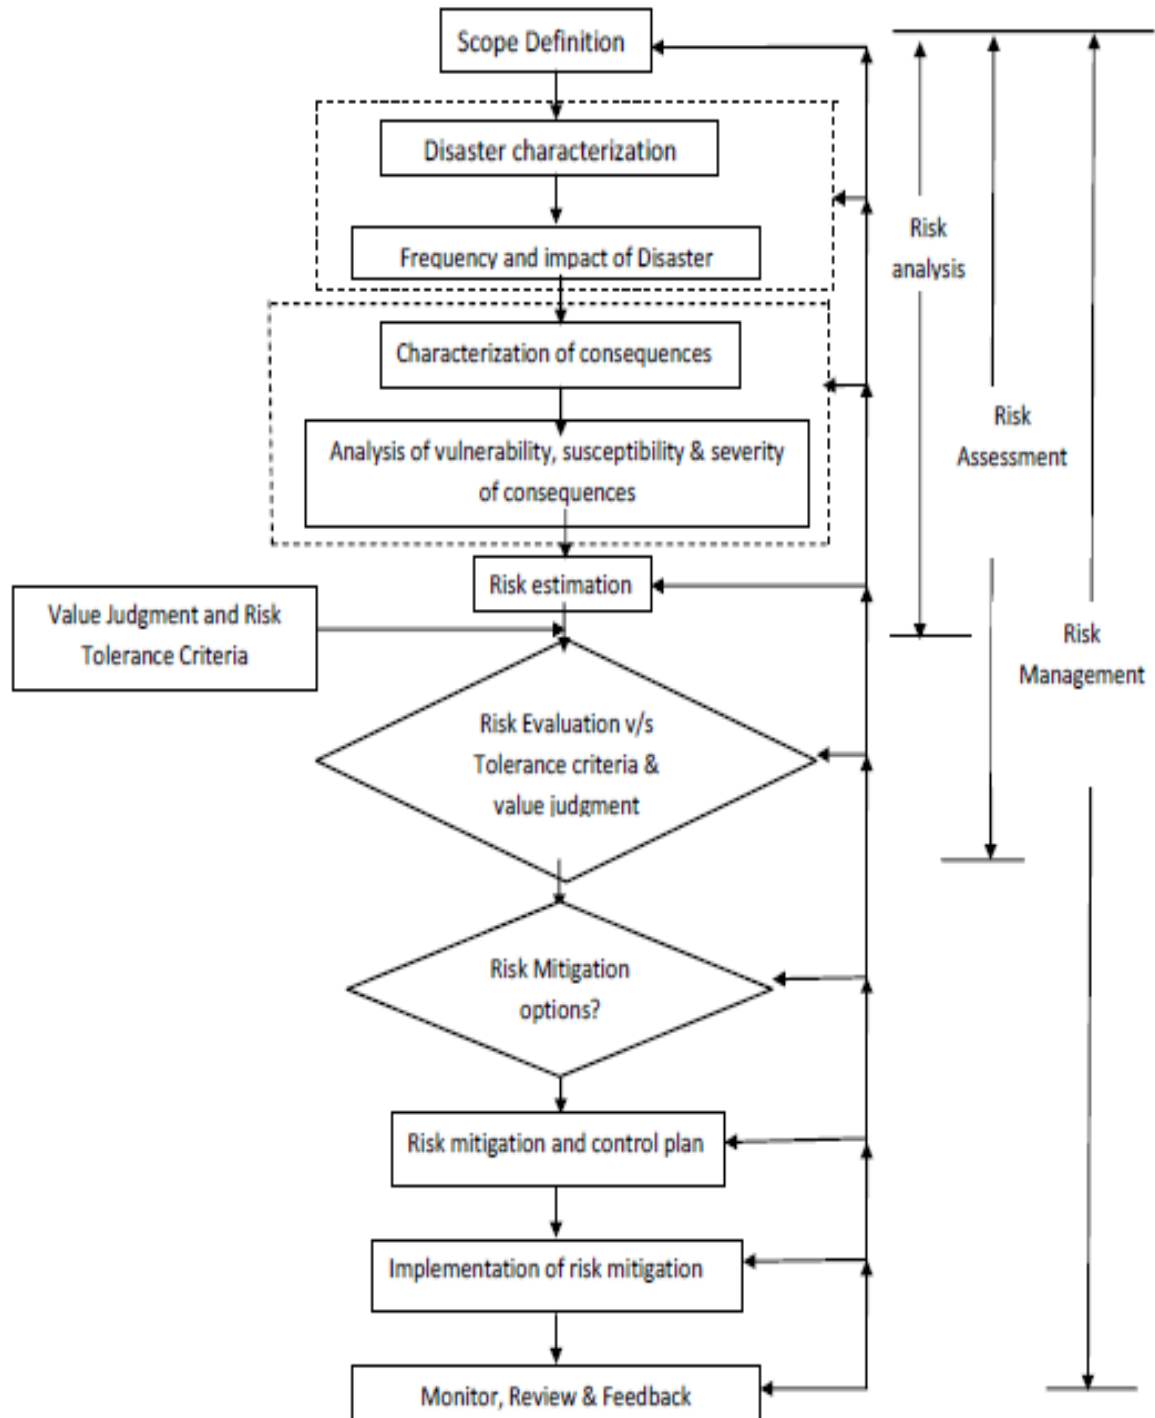 Scope Definition
Disaster characterization
Frequency and impact of Disaster
Characterization of consequences
Analysis of vulnerability, susceptibility & severity
of consequences
Risk estimation
Value Judgment and Risk
Tolerance Criteria
Risk Evaluation v/s
Tolerance criteria &
value judgment
Risk Mitigation
options?
Risk mitigation and control plan
Implementation of risk mitigation
Monitor, Review & Feedback
Risk
analysis
Risk
Assessment
Risk
Management